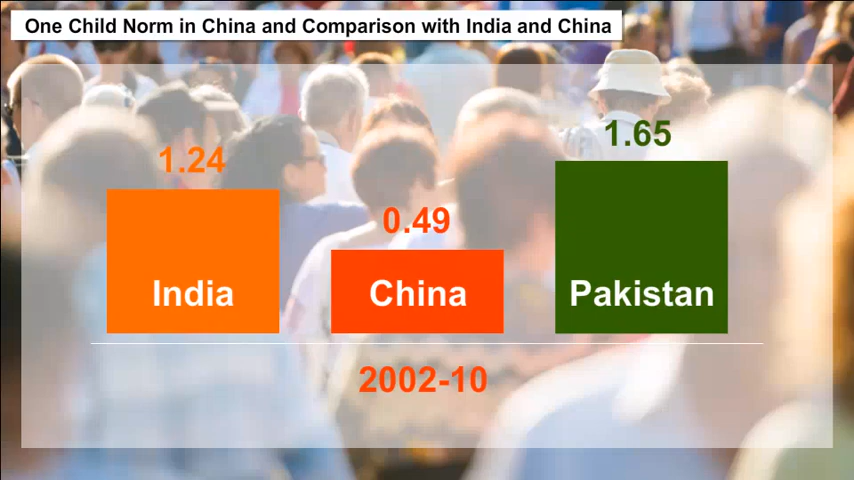 One Child Norm in China and Comparison with India and China
1.24
0.49
1.65
India
China
Pakistan
2002-10